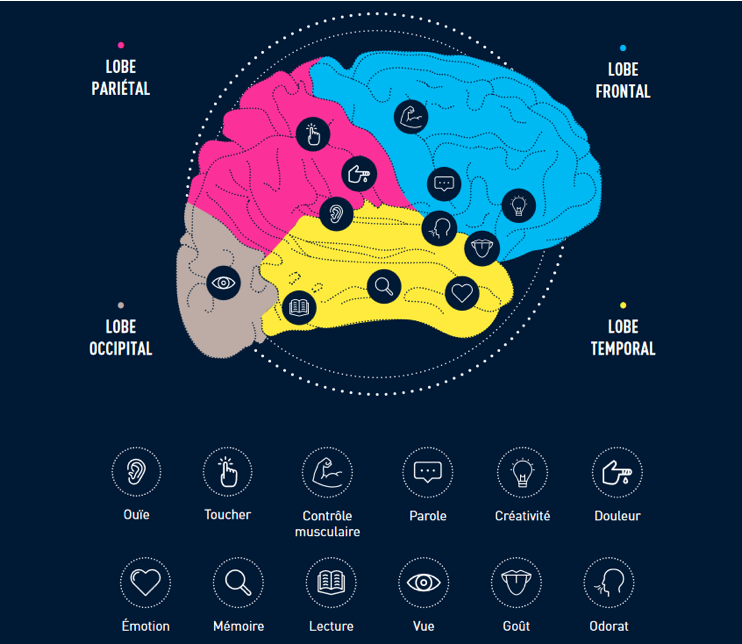 LOBE
PARIÉTAL
LOBE
FRONTAL
LOBE
OCCIPITAL
LOBE
TEMPORAL
Ouïe
Toucher
Contrôle
musculaire
Parole
Créativité
Douleur
Émotion
Mémoire
Lecture
Vue
Goût
Odorat